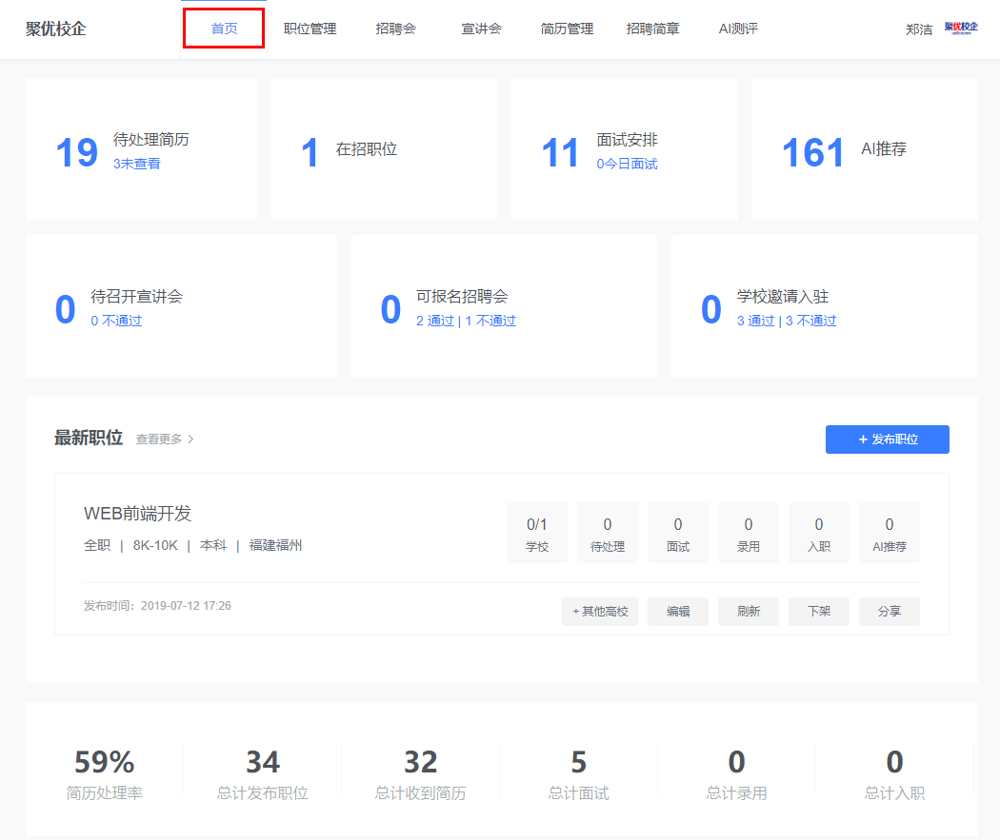 聚优校企 首页 职位管理 招聘会 宣讲会 简历管理 招聘简章 AI测评 郑洁 聚优校企
19 待处理简历 1 在招职位 11 面试安排 161 AI推荐
3未查看 0今日面试
0 待召开宣讲会 0 可报名招聘会 0 学校邀请入驻
0 不通过 2 通过 | 1 不通过 3 通过 | 3 不通过
最新职位 查看更多 > + 发布职位
WEB前端开发
0/1 0 0 0 0 0
全职 | 8K-10K | 本科 | 福建福州 学校 待处理 面试 录用 入职 AI推荐
发布时间：2019-07-12 17:26 + 其他高校 编辑 刷新 下架 分享
59% 34 32 5 0 0
简历处理率 总计发布职位 总计收到简历 总计面试 总计录用 总计入职